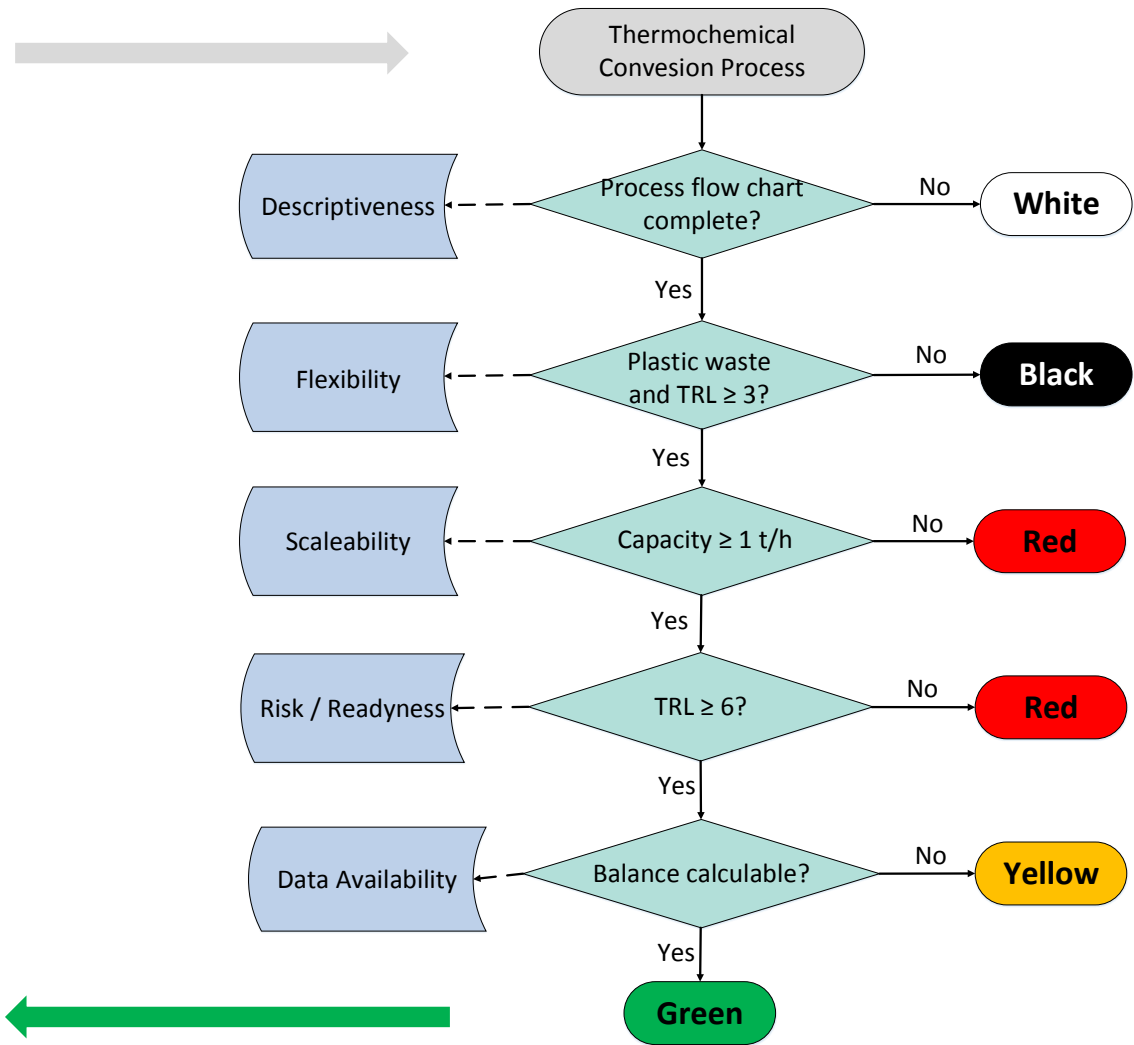 Thermochemical
Convesion Process
Descriptiveness
Process flow chart
complete?
No
White
Yes
Flexibility
Plastic waste
and TRL ≥ 3?
No
Black
Yes
Scaleability
Capacity ≥ 1 t/h
No
Red
Yes
Risk / Readyness
TRL ≥ 6?
No
Red
Yes
Data Availability
Balance calculable?
No
Yellow
Yes
Green